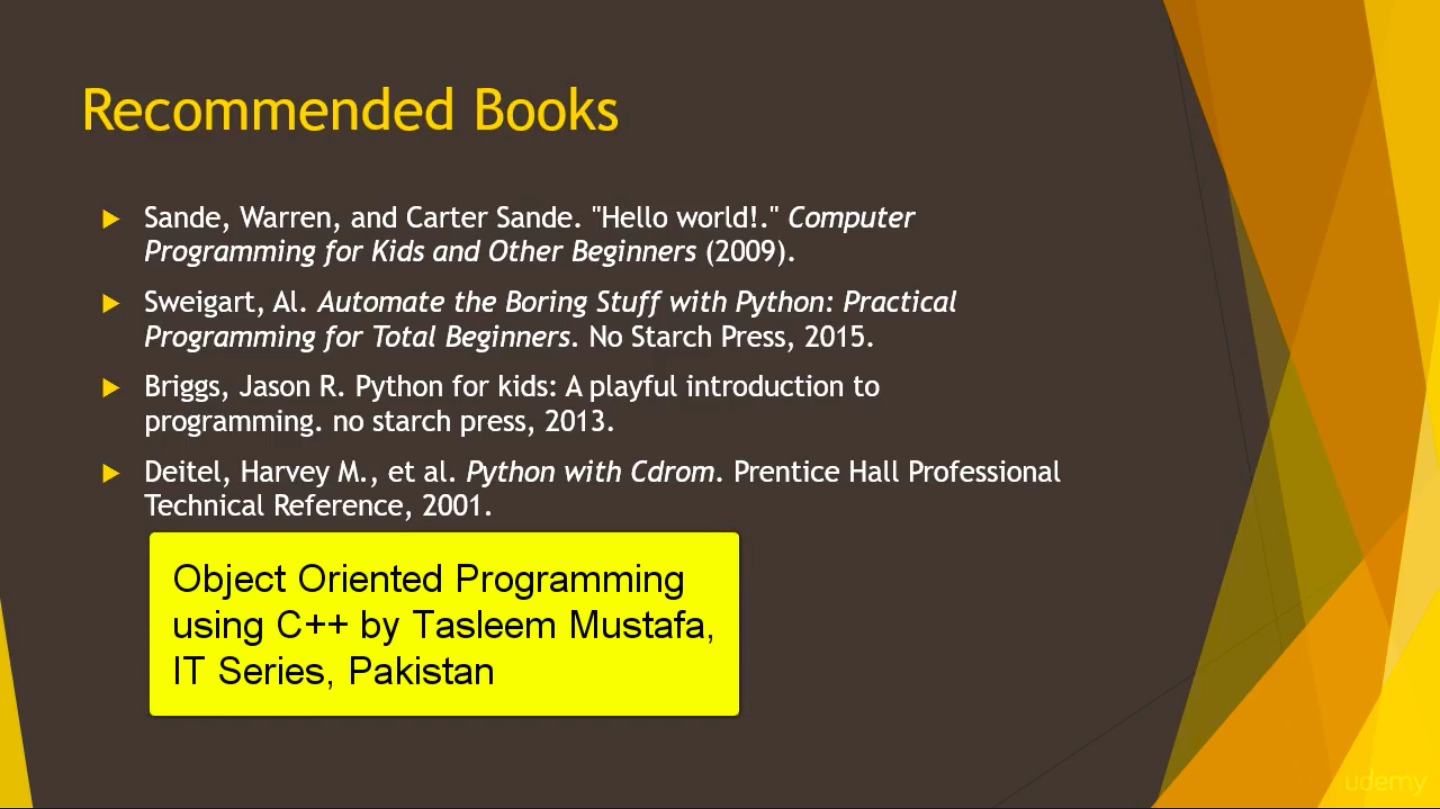 Recommended Books
Sande, Warren, and Carter Sande. "Hello world!." Computer
Programming for Kids and Other Beginners (2009).
Sweigart, Al. Automate the Boring Stuff with Python: Practical
Programming for Total Beginners. No Starch Press, 2015.
Briggs, Jason R. Python for kids: A playful introduction to
programming. no starch press, 2013.
Deitel, Harvey M., et al. Python with Cdrom. Prentice Hall Professional
Technical Reference, 2001.
Object Oriented Programming
using C++ by Tasleem Mustafa,
IT Series, Pakistan
udemy